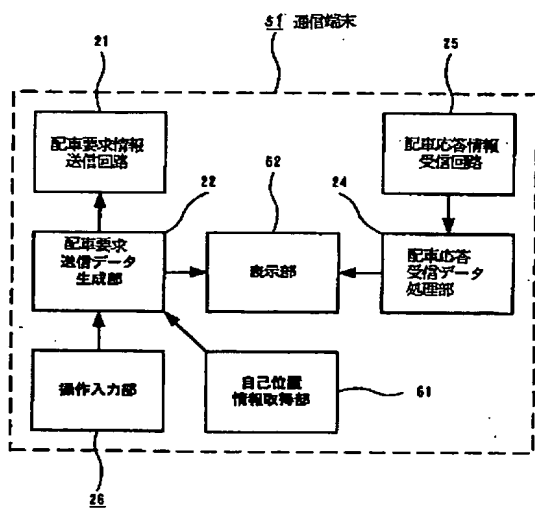 S1 通信端末
21
25
配車要求情報
送信回路
62
配車応答情報
受信回路
22
24
配車要求
送信データ
生成部
表示部
配車応答
受信データ
処理部
操作入力部
自己位置
情報取得部
61
26